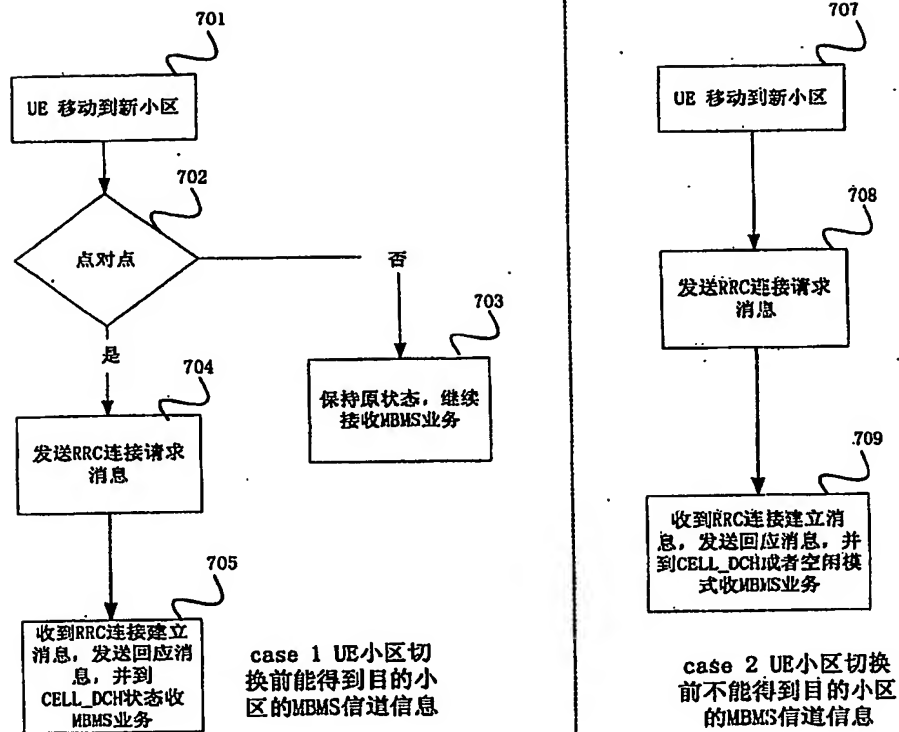 701
UE 移动到新小区
702
点对点
否
是
703
保持原状态，继续
接收MBMS业务
704
发送RRC连接请求
消息
705
收到RRC连接建立
消息，发送回应消
息，并到
CELL_DCH状态收
MBMS业务
case 1 UE小区切
换前能得到目的小
区的MBMS信道信息
707
UE 移动到新小区
708
发送RRC连接请求
消息
709
收到RRC连接建立消
息，发送回应消息，并
到CELL_DCH或者空闲模
式收MBMS业务
case 2 UE小区切换
前不能得到目的小区
的MBMS信道信息